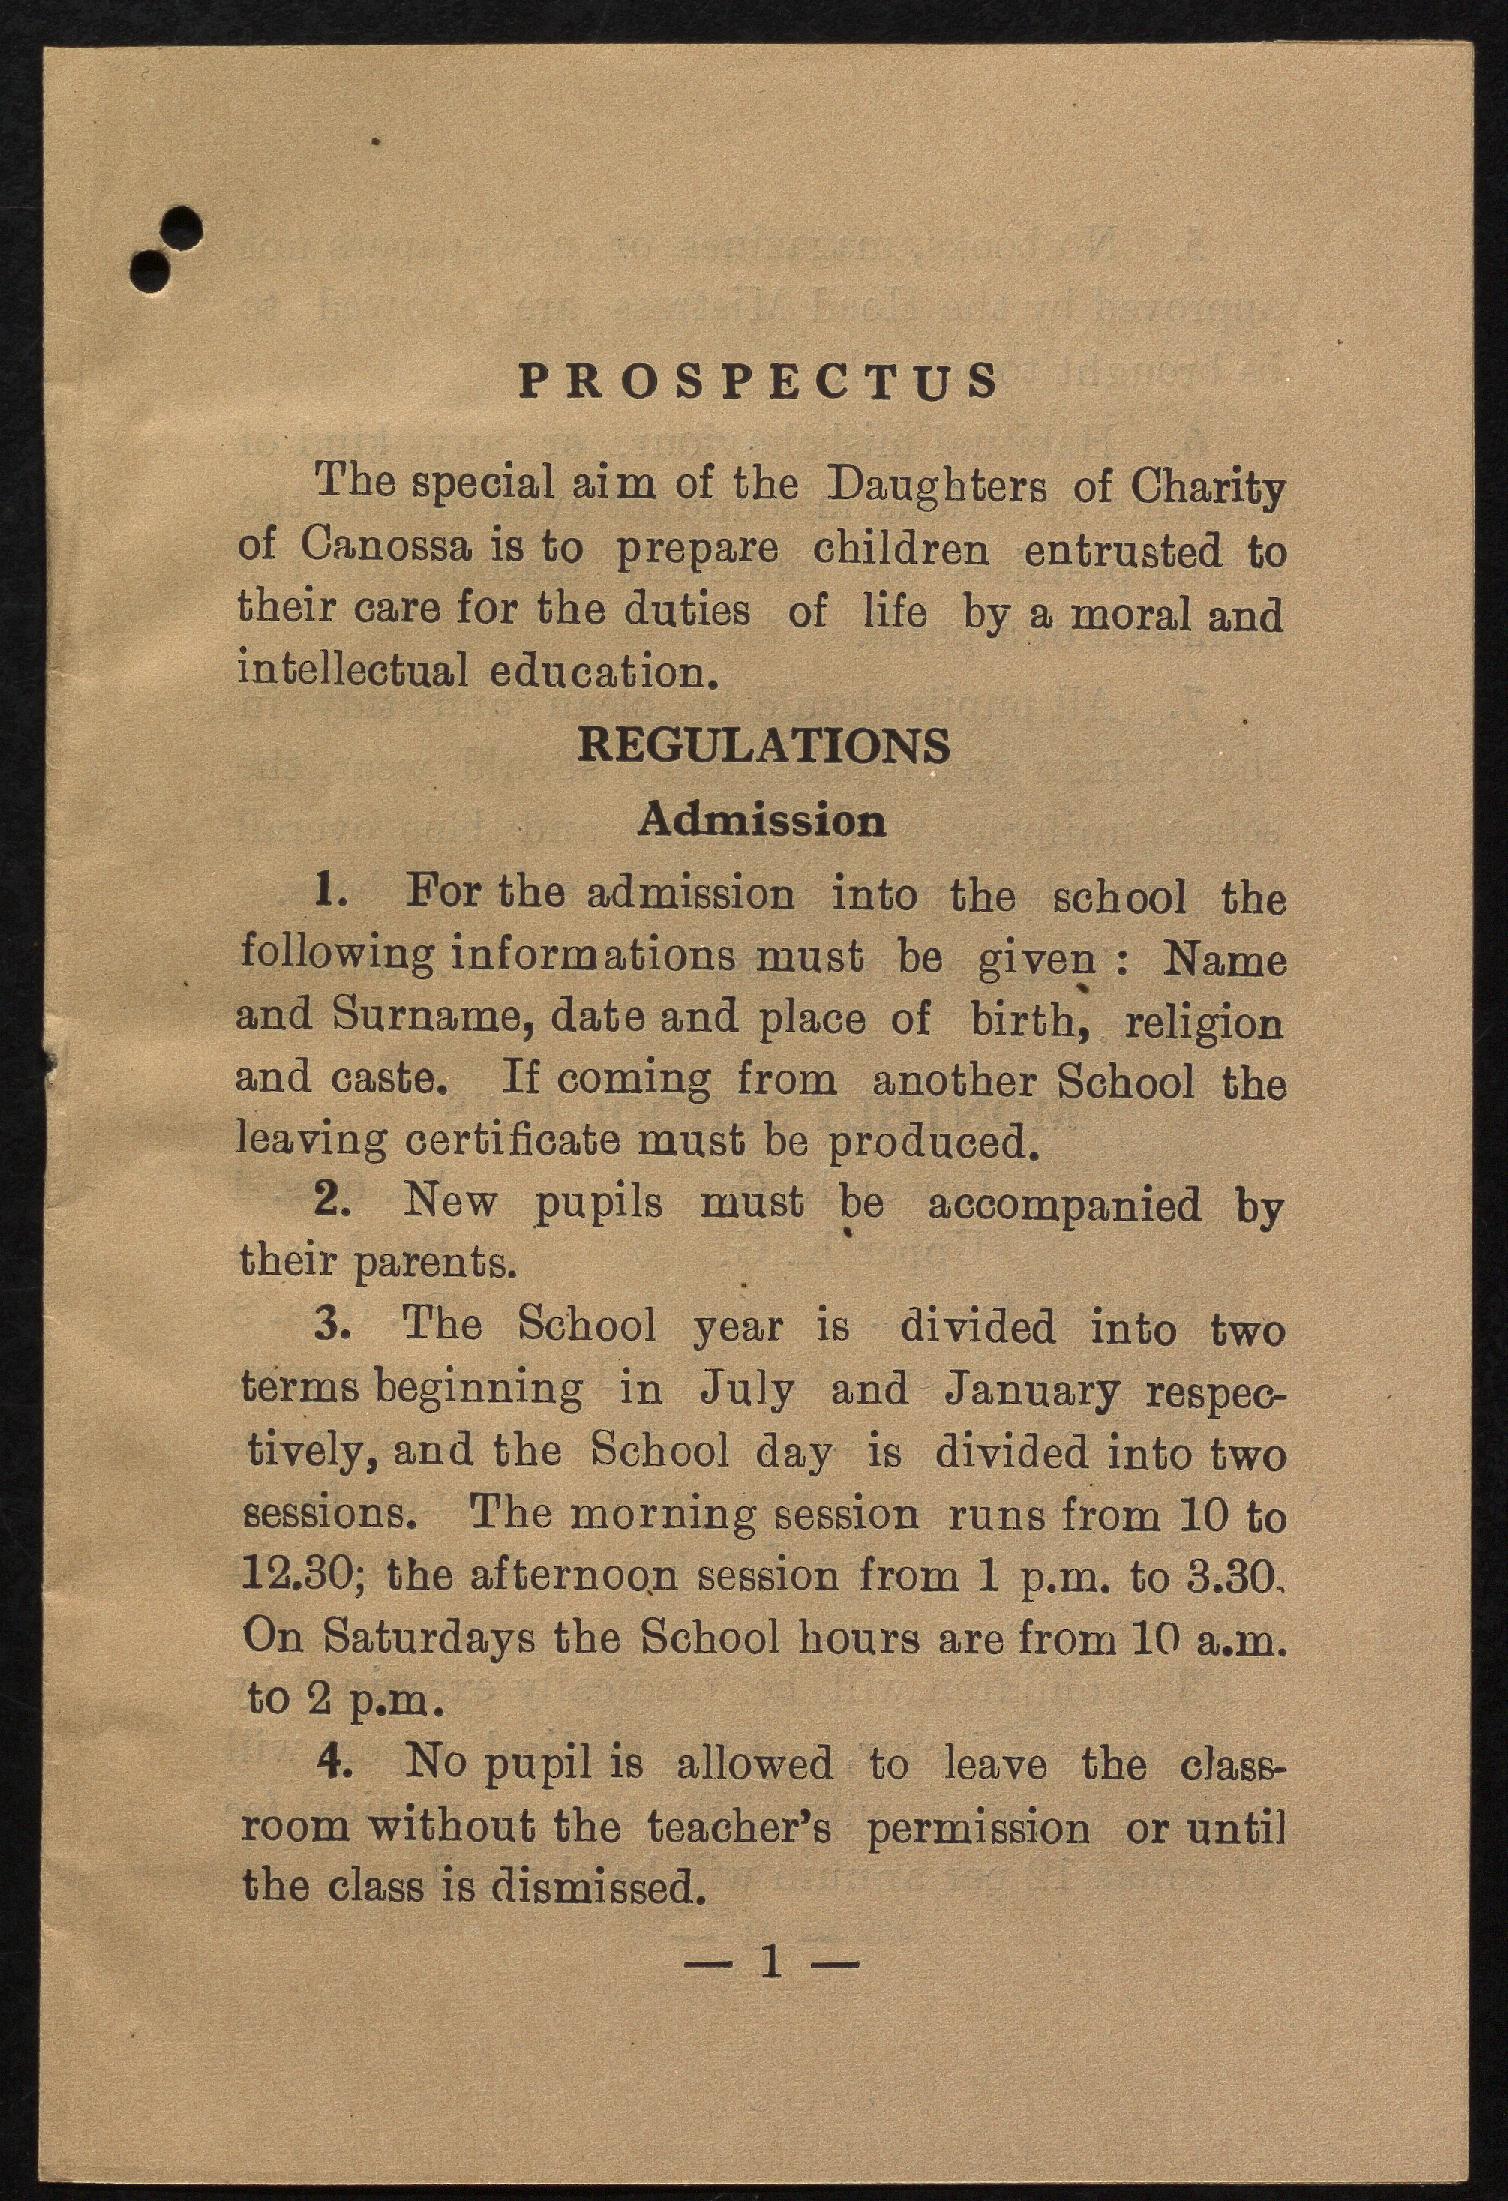 PROSPECTUS
The special aim of the Daughters of Charity
of Canossa is to prepare children entrusted to
their care for the duties of life by a moral and
intellectual education.
REGULATIONS
Admission
1. For the admission into the school the
following informations must be given : Name
and Surname, date and place of birth, religion
and caste. If coming from another School the
leaving certificate must be produced.
2. New pupils must be accompanied by
their parents.
3. The School year is divided into two
terms beginning in July and January respec-
tively, and the School day is divided into two
sessions. The morning session runs from 10 to
12.30; the afternoon session from 1 p.m. to 3.30.
On Saturdays the School hours are from 10 a.m.
to 2 p.m.
4. No pupil is allowed to leave the class-
room without the teacher's permission or until
the class is dismissed.
— 1 —